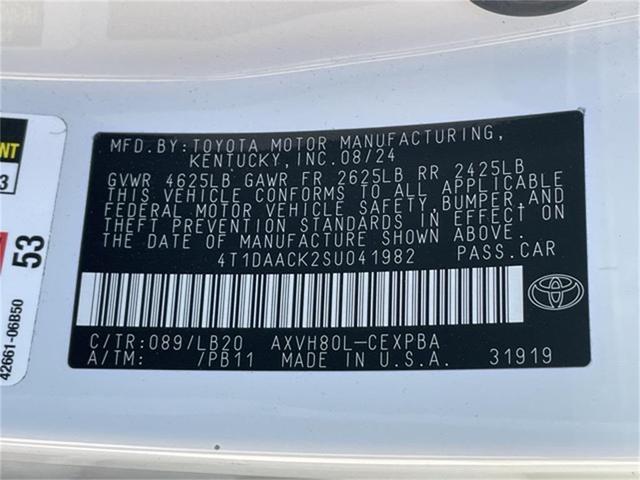 MFD.BY: TOYOTA MOTOR MANUFACTURING,
KENTUCKY, INC. 08/24
GVWR 4625LB GAWR FR 2625LB RR 2425LB
THIS VEHICLE CONFORMS TO ALL APPLICABLE
FEDERAL MOTOR VEHICLE SAFETY, BUMPER, AND
THEFT PREVENTION STANDARDS IN EFFECT ON
THE DATE OF MANUFACTURE SHOWN ABOVE.
4T1DAACK2SU041982 PASS.CAR
C/TR: 089/LB20 AXVH80L-CEXPBA
A/TM: /PB11 MADE IN U.S.A. 31919
NT
3
53
42661-06B50